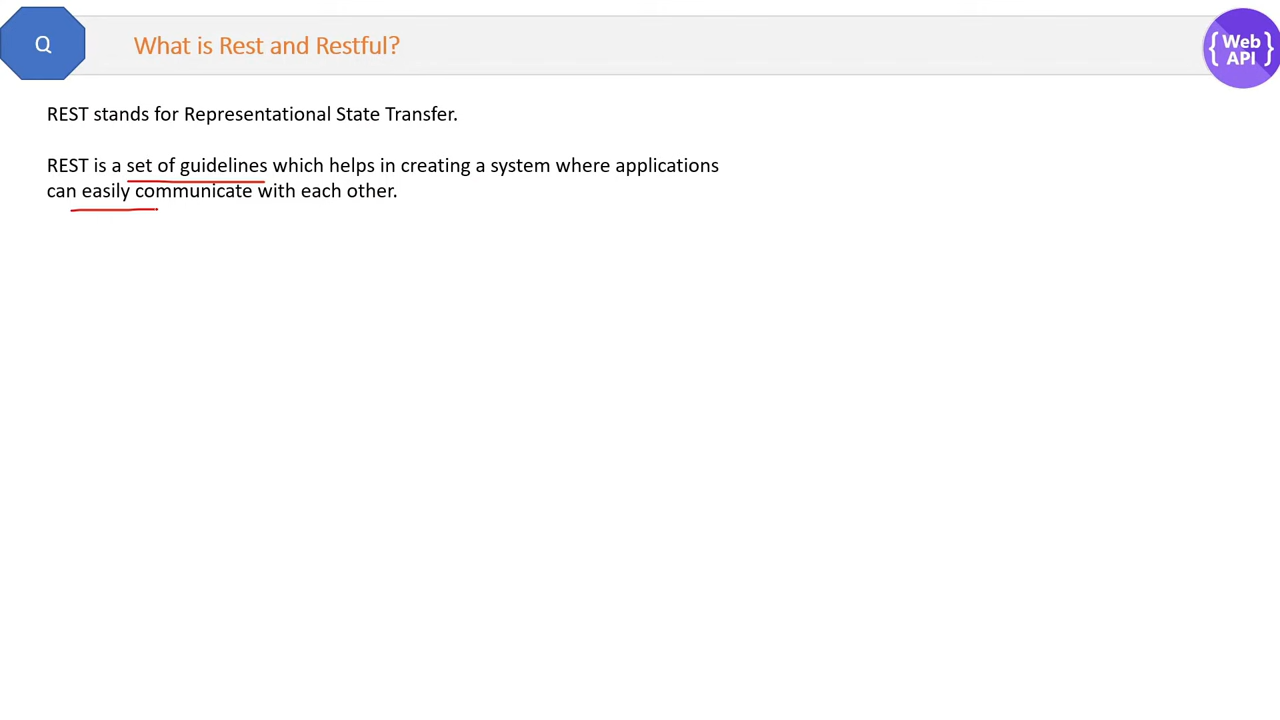 Q
What is Rest and Restful?
{ Web API }
REST stands for Representational State Transfer.
REST is a set of guidelines which helps in creating a system where applications
can easily communicate with each other.